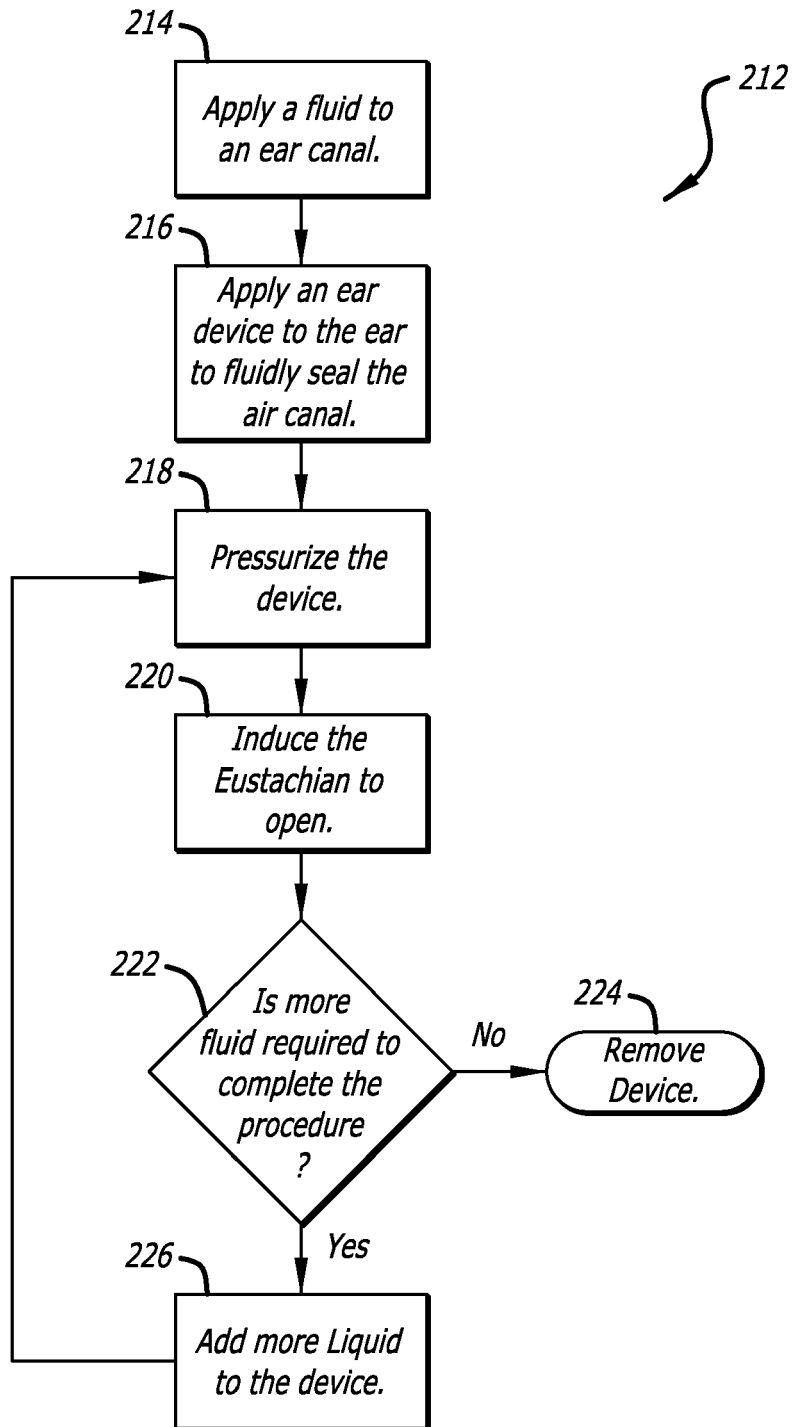 214
212
Apply a fluid to
an ear canal.
216
Apply an ear
device to the ear
to fluidly seal the
air canal.
218
Pressurize the
device.
220
Induce the
Eustachian to
open.
222
Is more
fluid required to
complete the
procedure
?
No
224
Remove
Device.
Yes
226
Add more Liquid
to the device.